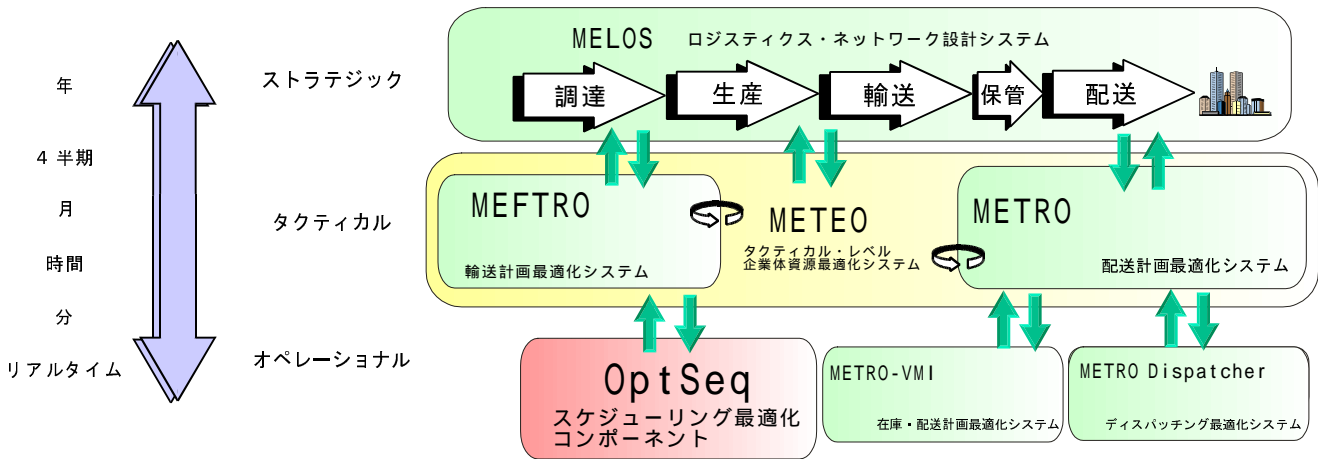 MELOS ロジスティクス・ネットワーク設計システム
年
ストラテジック
調達
生産
輸送
保管
配送
4 半期
月
タクティカル
時間
MEFTRO
輸送計画最適化システム
METEO
タクティカル・レベル
企業体資源最適化システム
METRO
配送計画最適化システム
分
リアルタイム
オペレーショナル
OptSeq
スケジューリング最適化
コンポーネント
METRO-VMI
在庫・配送計画最適化システム
METRO Dispatcher
ディスパッチング最適化システム